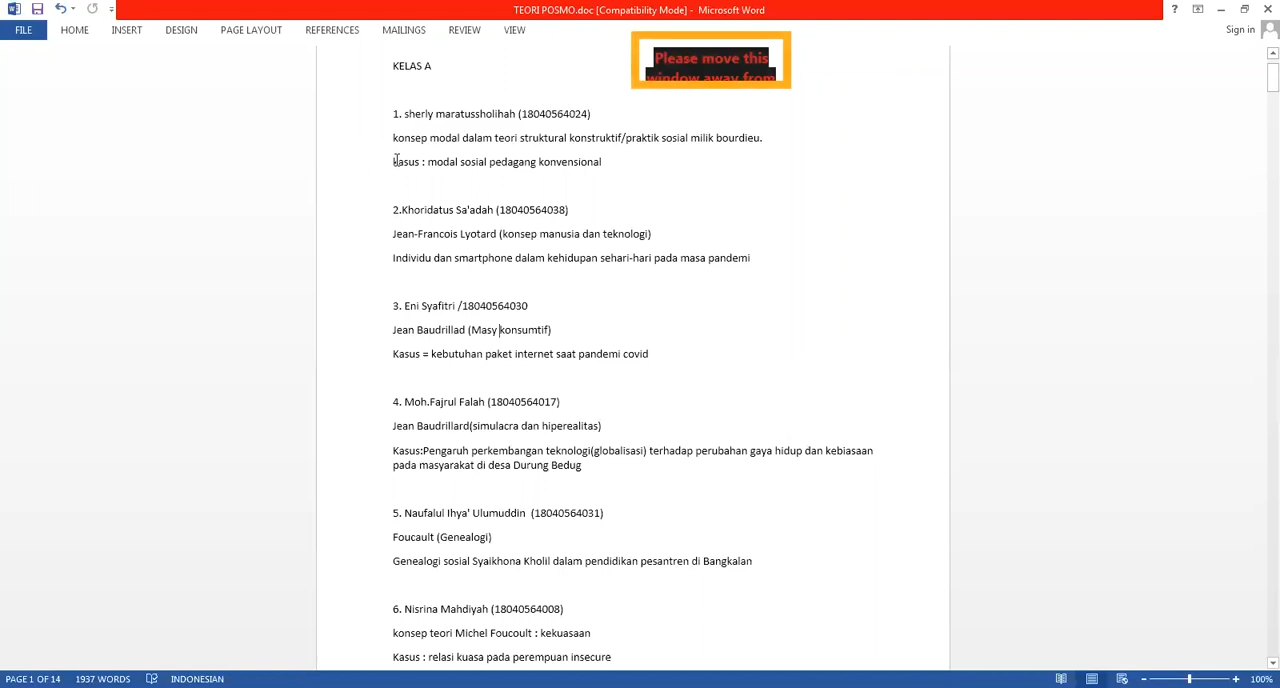 TEORI POSMO.doc [Compatibility Mode] - Microsoft Word
FILE HOME INSERT DESIGN PAGE LAYOUT REFERENCES MAILINGS REVIEW VIEW Sign in
Please move this
window away from
KELAS A
1. sherly maratussholihah (18040564024)
konsep modal dalam teori struktural konstruktif/praktik sosial milik bourdieu.
kasus : modal sosial pedagang konvensional
2.Khoridatus Sa'adah (18040564038)
Jean-Francois Lyotard (konsep manusia dan teknologi)
Individu dan smartphone dalam kehidupan sehari-hari pada masa pandemi
3. Eni Syafitri /18040564030
Jean Baudrillad (Masy konsumtif)
Kasus = kebutuhan paket internet saat pandemi covid
4. Moh.Fajrul Falah (18040564017)
Jean Baudrillard(simulacra dan hiperealitas)
Kasus:Pengaruh perkembangan teknologi(globalisasi) terhadap perubahan gaya hidup dan kebiasaan
pada masyarakat di desa Durung Bedug
5. Naufalul Ihya' Ulumuddin (18040564031)
Foucault (Genealogi)
Genealogi sosial Syaikhona Kholil dalam pendidikan pesantren di Bangkalan
6. Nisrina Mahdiyah (18040564008)
konsep teori Michel Foucoult : kekuasaan
Kasus : relasi kuasa pada perempuan insecure
PAGE 1 OF 14 1937 WORDS INDONESIAN 100%